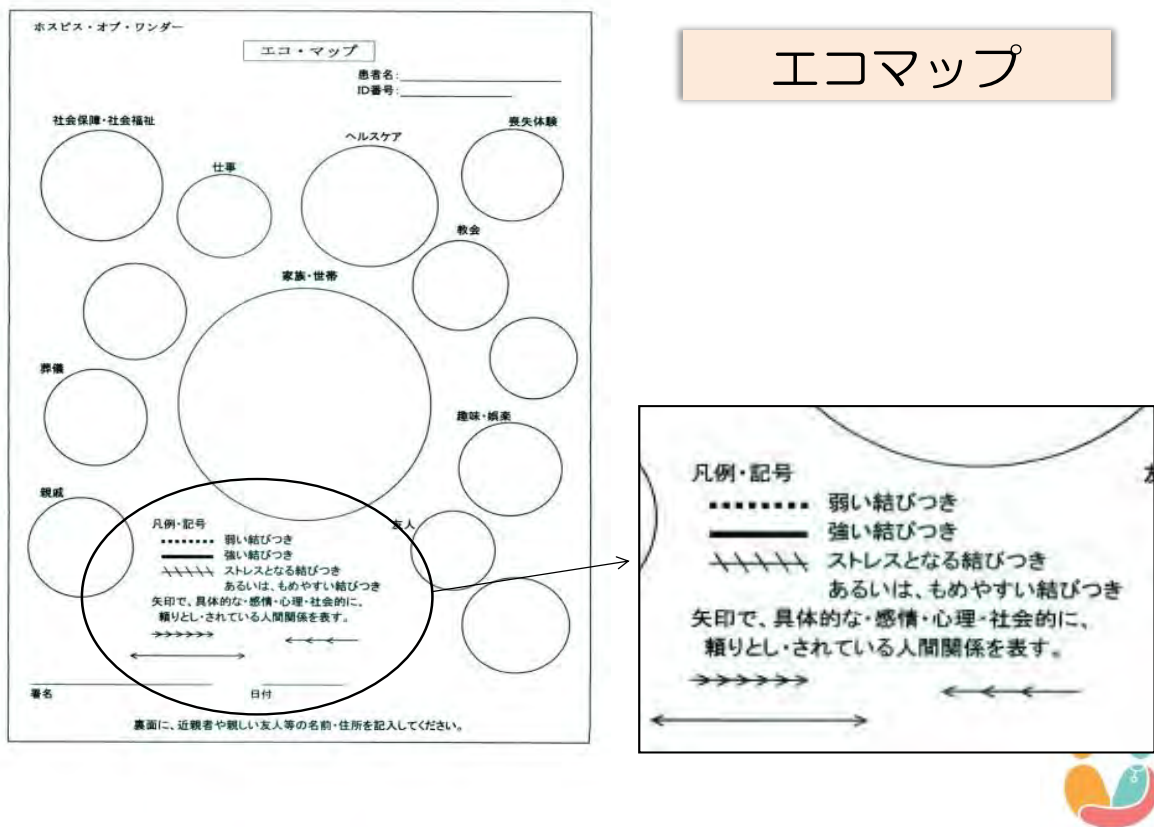 ホスピス・オブ・ワンダー
エコ・マップ
患者名:
ID番号:
社会保障・社会福祉
仕事
ヘルスケア
喪失体験
教会
家族・世帯
葬儀
趣味・娯楽
親戚
友人
凡例・記号
弱い結びつき
強い結びつき
ストレスとなる結びつき
あるいは、もめやすい結びつき
矢印で、具体的な・感情・心理・社会的に、
頼りとし・されている人間関係を表す。
署名
日付
裏面に、近親者や親しい友人等の名前・住所を記入してください。
エコマップ
凡例・記号
弱い結びつき
強い結びつき
ストレスとなる結びつき
あるいは、もめやすい結びつき
矢印で、具体的な・感情・心理・社会的に、
頼りとし・されている人間関係を表す。